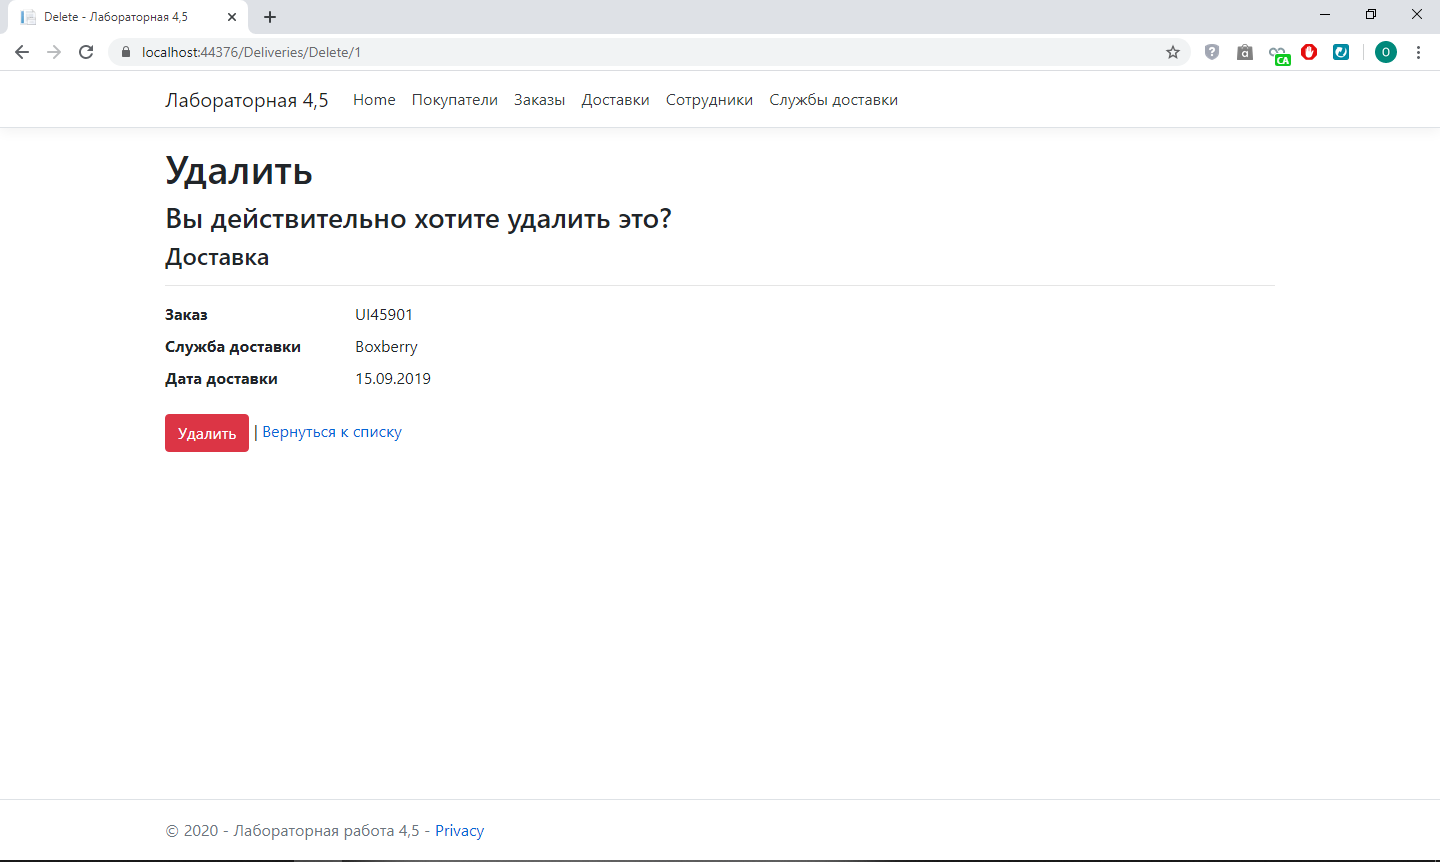 Delete - Лабораторная 4,5
localhost:44376/Deliveries/Delete/1
a
CA
O
Лабораторная 4,5 Home Покупатели Заказы Доставки Сотрудники Службы доставки
Удалить
Вы действительно хотите удалить это?
Доставка
Заказ UI45901
Служба доставки Boxberry
Дата доставки 15.09.2019
Удалить | Вернуться к списку
© 2020 - Лабораторная работа 4,5 - Privacy